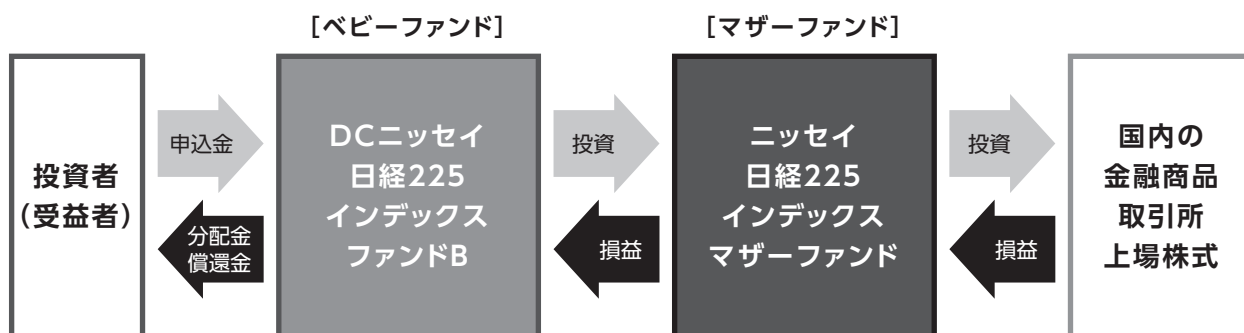 [ベビーファンド]
[マザーファンド]
投資者
(受益者)
申込金
分配金
償還金
DCニッセイ
日経225
インデックス
ファンドB
投資
損益
ニッセイ
日経225
インデックス
マザーファンド
投資
損益
国内の
金融商品
取引所
上場株式